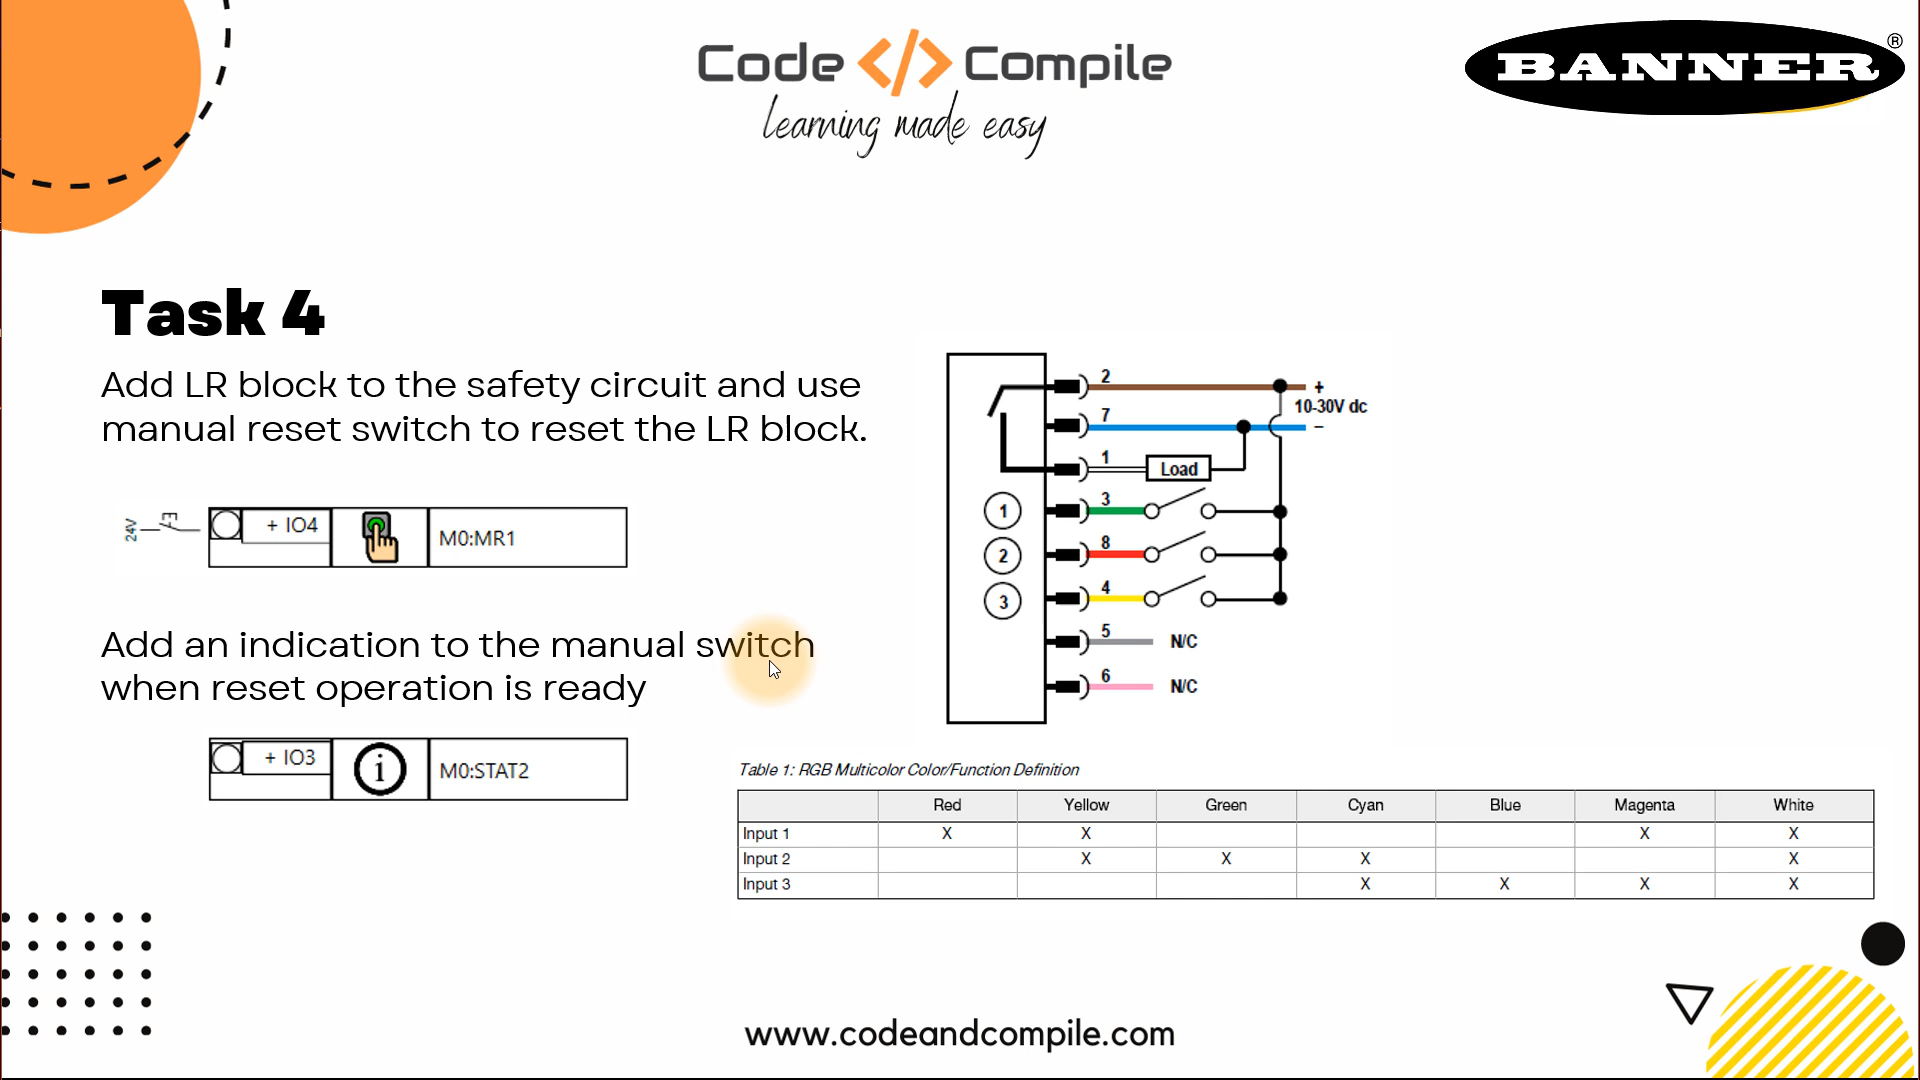 Code </> Compile
learning made easy
BANNER®
Task 4
Add LR block to the safety circuit and use
manual reset switch to reset the LR block.
24V
+ IO4
M0:MR1
Add an indication to the manual switch
when reset operation is ready
+ IO3
i
M0:STAT2
2
+
10-30V dc
7
–
1
Load
1
3
2
8
3
4
5
N/C
6
N/C
Table 1: RGB Multicolor Color/Function Definition
Red Yellow Green Cyan Blue Magenta White
Input 1 X X X X
Input 2 X X X X
Input 3 X X X X
www.codeandcompile.com